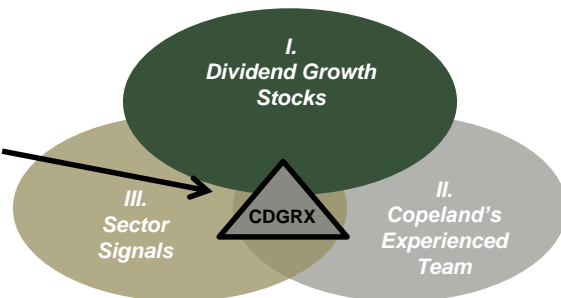 I.
Dividend Growth
Stocks
III.
Sector
Signals
CDGRX
II.
Copeland's
Experienced
Team